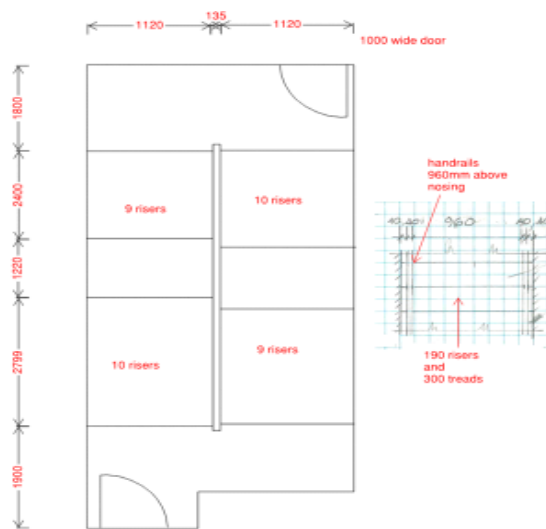 135
1120
1120
1000 wide door
1800
2400
1220
2799
1900
9 risers
10 risers
10 risers
9 risers
handrails
960mm above
nosing
960
190 risers
and
300 treads